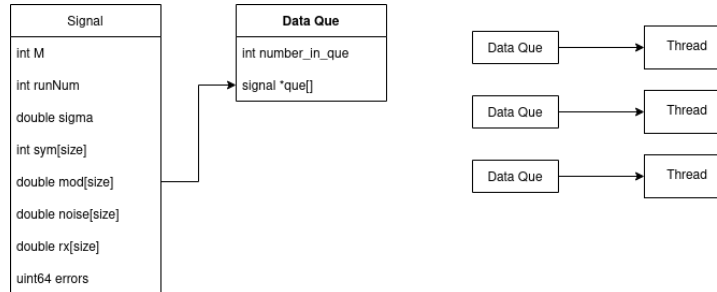 Signal
int M
int runNum
double sigma
int sym[size]
double mod[size]
double noise[size]
double rx[size]
uint64 errors
Data Que
int number_in_que
signal *que[]
Data Que
Thread
Data Que
Thread
Data Que
Thread